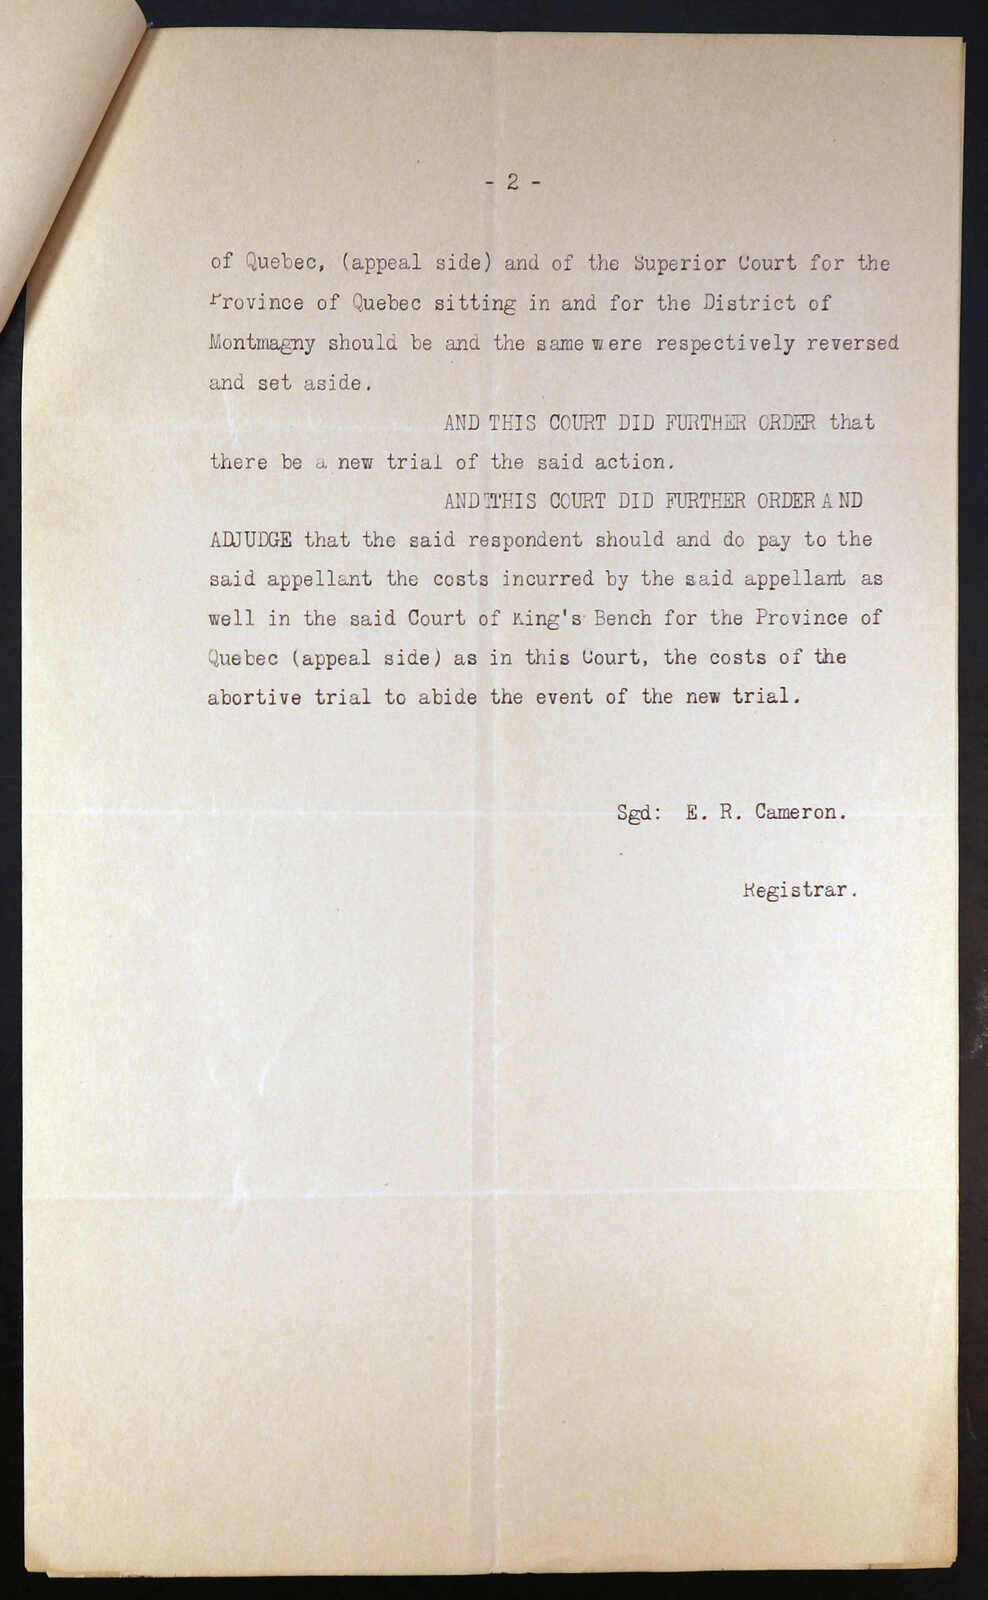 - 2 -
of Quebec, (appeal side) and of the Superior Court for the
Province of Quebec sitting in and for the District of
Montmagny should be and the same were respectively reversed
and set aside.
AND THIS COURT DID FURTHER ORDER that
there be a new trial of the said action.
AND THIS COURT DID FURTHER ORDER AND
ADJUDGE that the said respondent should and do pay to the
said appellant the costs incurred by the said appellant as
well in the said Court of King's Bench for the Province of
Quebec (appeal side) as in this Court, the costs of the
abortive trial to abide the event of the new trial.
Sgd: E. R. Cameron.
Registrar.